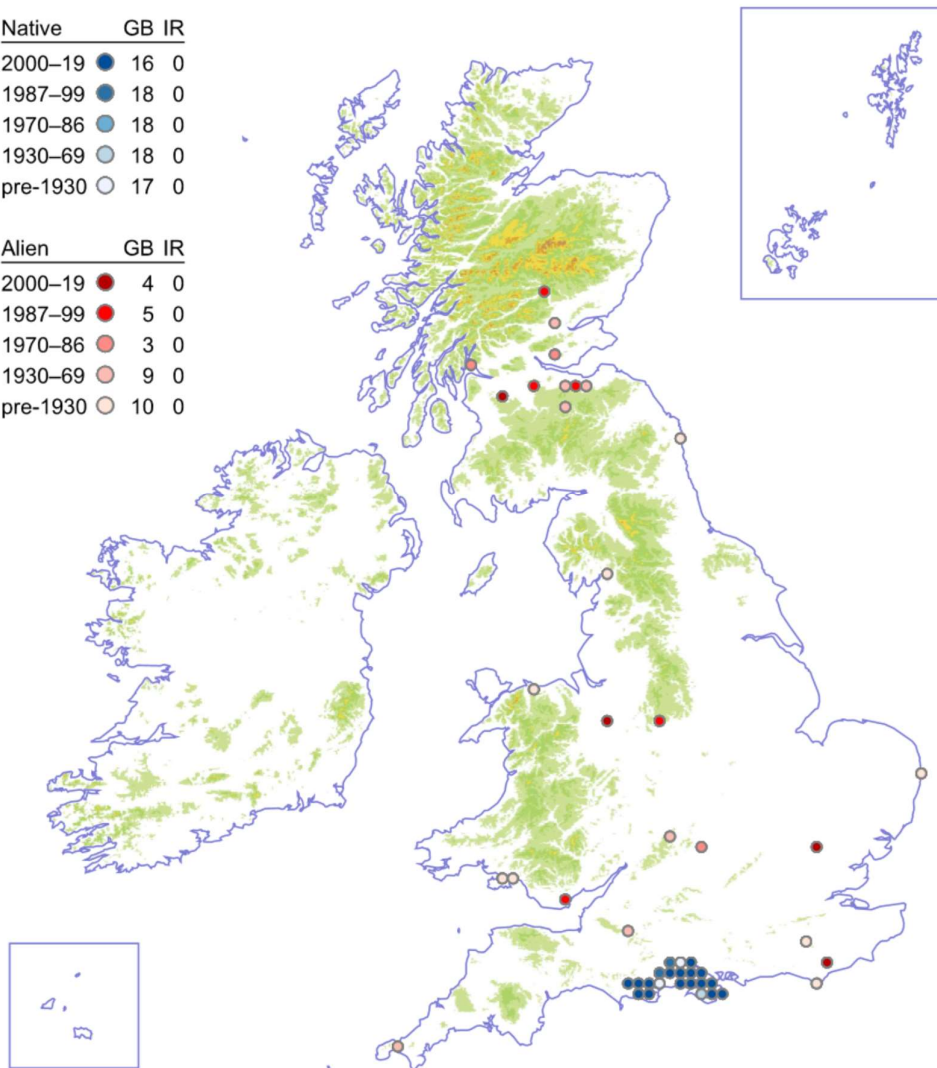 Native GB IR
2000–19 16 0
1987–99 18 0
1970–86 18 0
1930–69 18 0
pre-1930 17 0
Alien GB IR
2000–19 4 0
1987–99 5 0
1970–86 3 0
1930–69 9 0
pre-1930 10 0